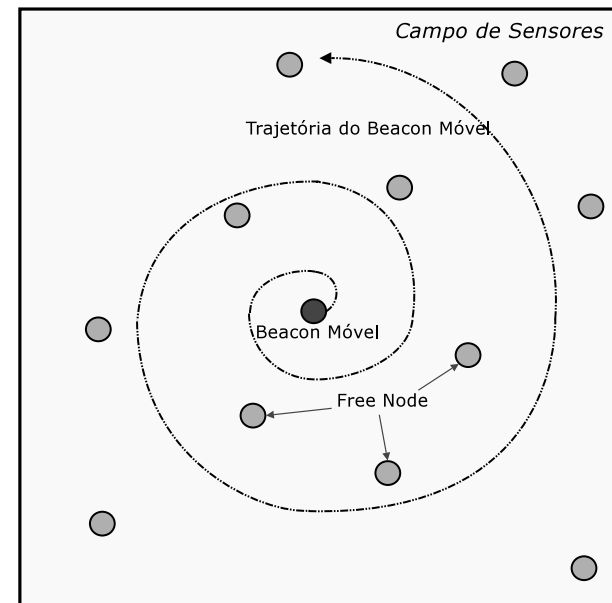 Campo de Sensores
Trajetória do Beacon Móvel
Beacon Móvel
Free Node